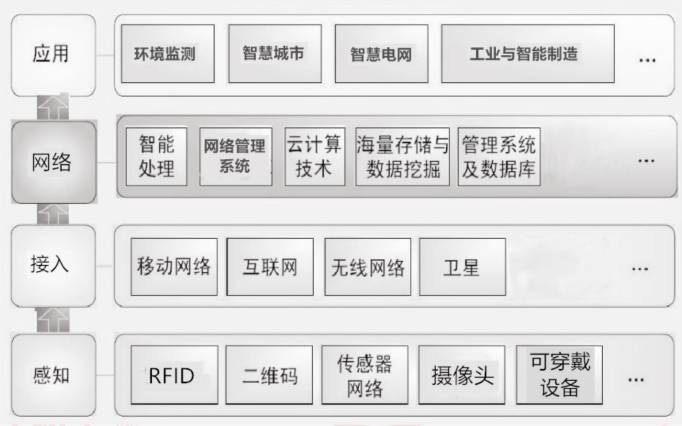 应用
环境监测
智慧城市
智慧电网
工业与智能制造
...
网络
智能
处理
网络管理
系统
云计算
技术
海量存储与
数据挖掘
管理系统
及数据库
...
接入
移动网络
互联网
无线网络
卫星
...
感知
RFID
二维码
传感器
网络
摄像头
可穿戴
设备
...